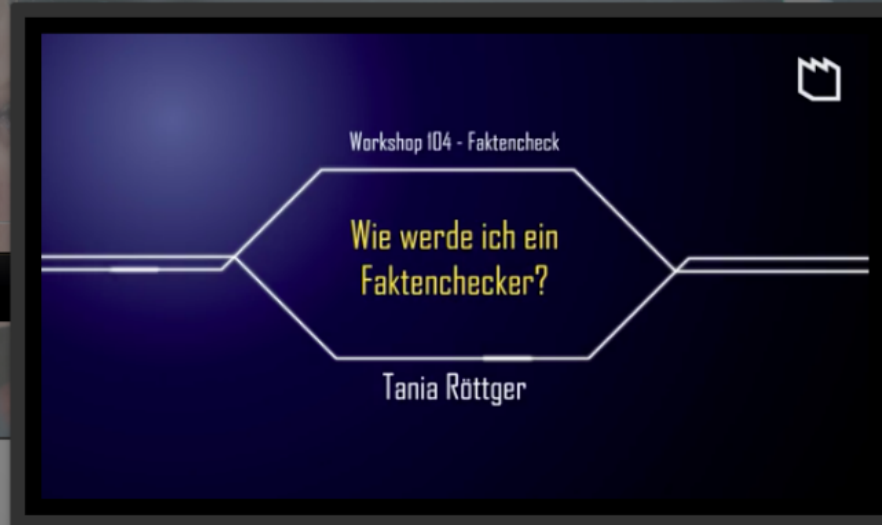 Workshop 104 - Faktencheck
Wie werde ich ein
Faktenchecker?
Tania Röttger